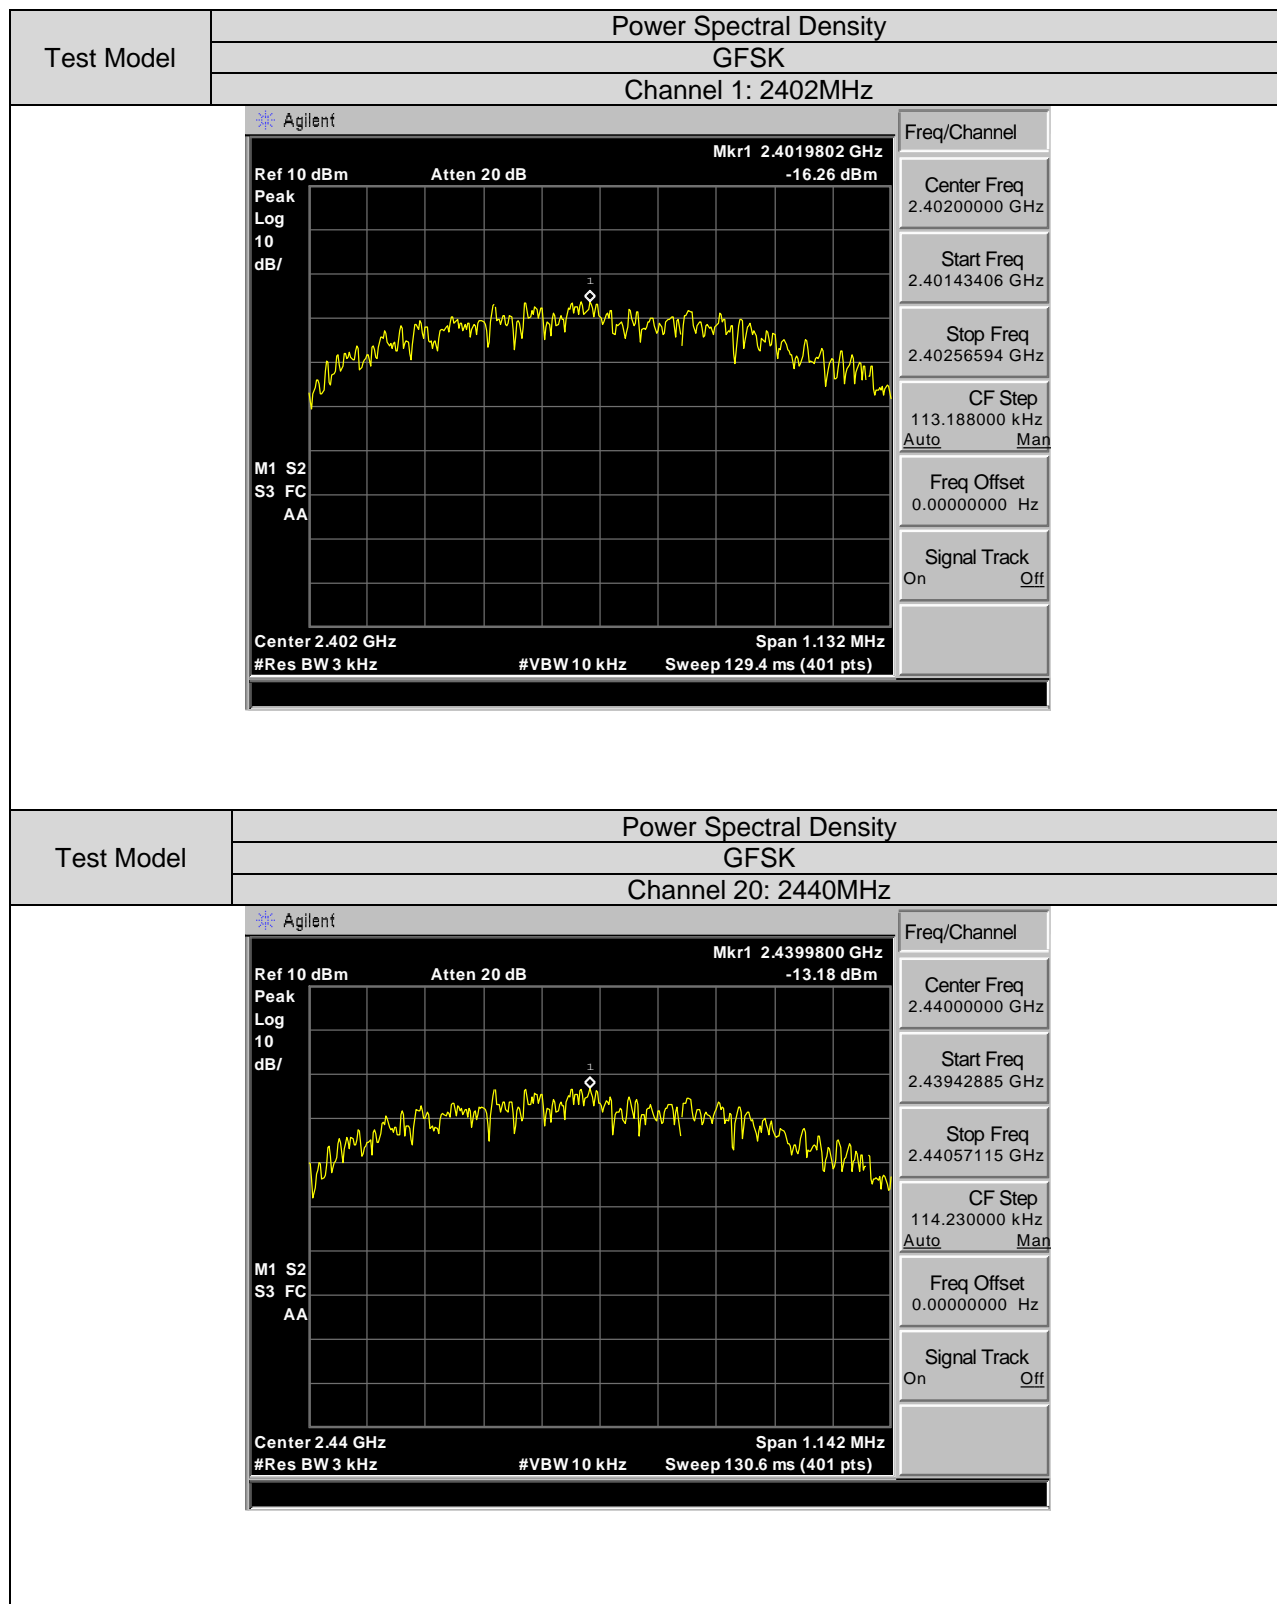 Test Model
Power Spectral Density
GFSK
Channel 1: 2402MHz
Agilent
Freq/Channel
Mkr1 2.4019802 GHz
Ref 10 dBm Atten 20 dB -16.26 dBm
Peak
Log
10
dB/
1
Center Freq
2.40200000 GHz
Start Freq
2.40143406 GHz
Stop Freq
2.40256594 GHz
CF Step
113.188000 kHz
Auto Man
M1 S2
S3 FC
AA
Freq Offset
0.00000000 Hz
Signal Track
On Off
Center 2.402 GHz Span 1.132 MHz
#Res BW 3 kHz #VBW 10 kHz Sweep 129.4 ms (401 pts)
Test Model
Power Spectral Density
GFSK
Channel 20: 2440MHz
Agilent
Freq/Channel
Mkr1 2.4399800 GHz
Ref 10 dBm Atten 20 dB -13.18 dBm
Peak
Log
10
dB/
1
Center Freq
2.44000000 GHz
Start Freq
2.43942885 GHz
Stop Freq
2.44057115 GHz
CF Step
114.230000 kHz
Auto Man
M1 S2
S3 FC
AA
Freq Offset
0.00000000 Hz
Signal Track
On Off
Center 2.44 GHz Span 1.142 MHz
#Res BW 3 kHz #VBW 10 kHz Sweep 130.6 ms (401 pts)